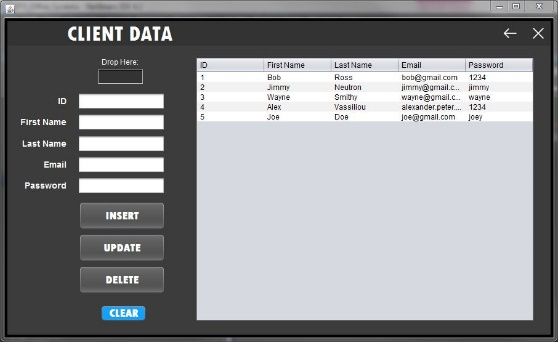 CLIENT DATA
Drop Here:
ID
First Name
Last Name
Email
Password
INSERT
UPDATE
DELETE
CLEAR
ID First Name Last Name Email Password
1 Bob Ross bob@gmail.com 1234
2 Jimmy Neutron jimmy@gmail.c... jimmy
3 Wayne Smithy wayne@gmail.c... wayne
4 Alex Vassiliou alexander.peter.... 1234
5 Joe Doe joe@gmail.com joey